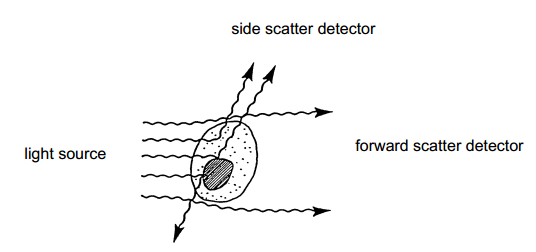 side scatter detector
light source
forward scatter detector